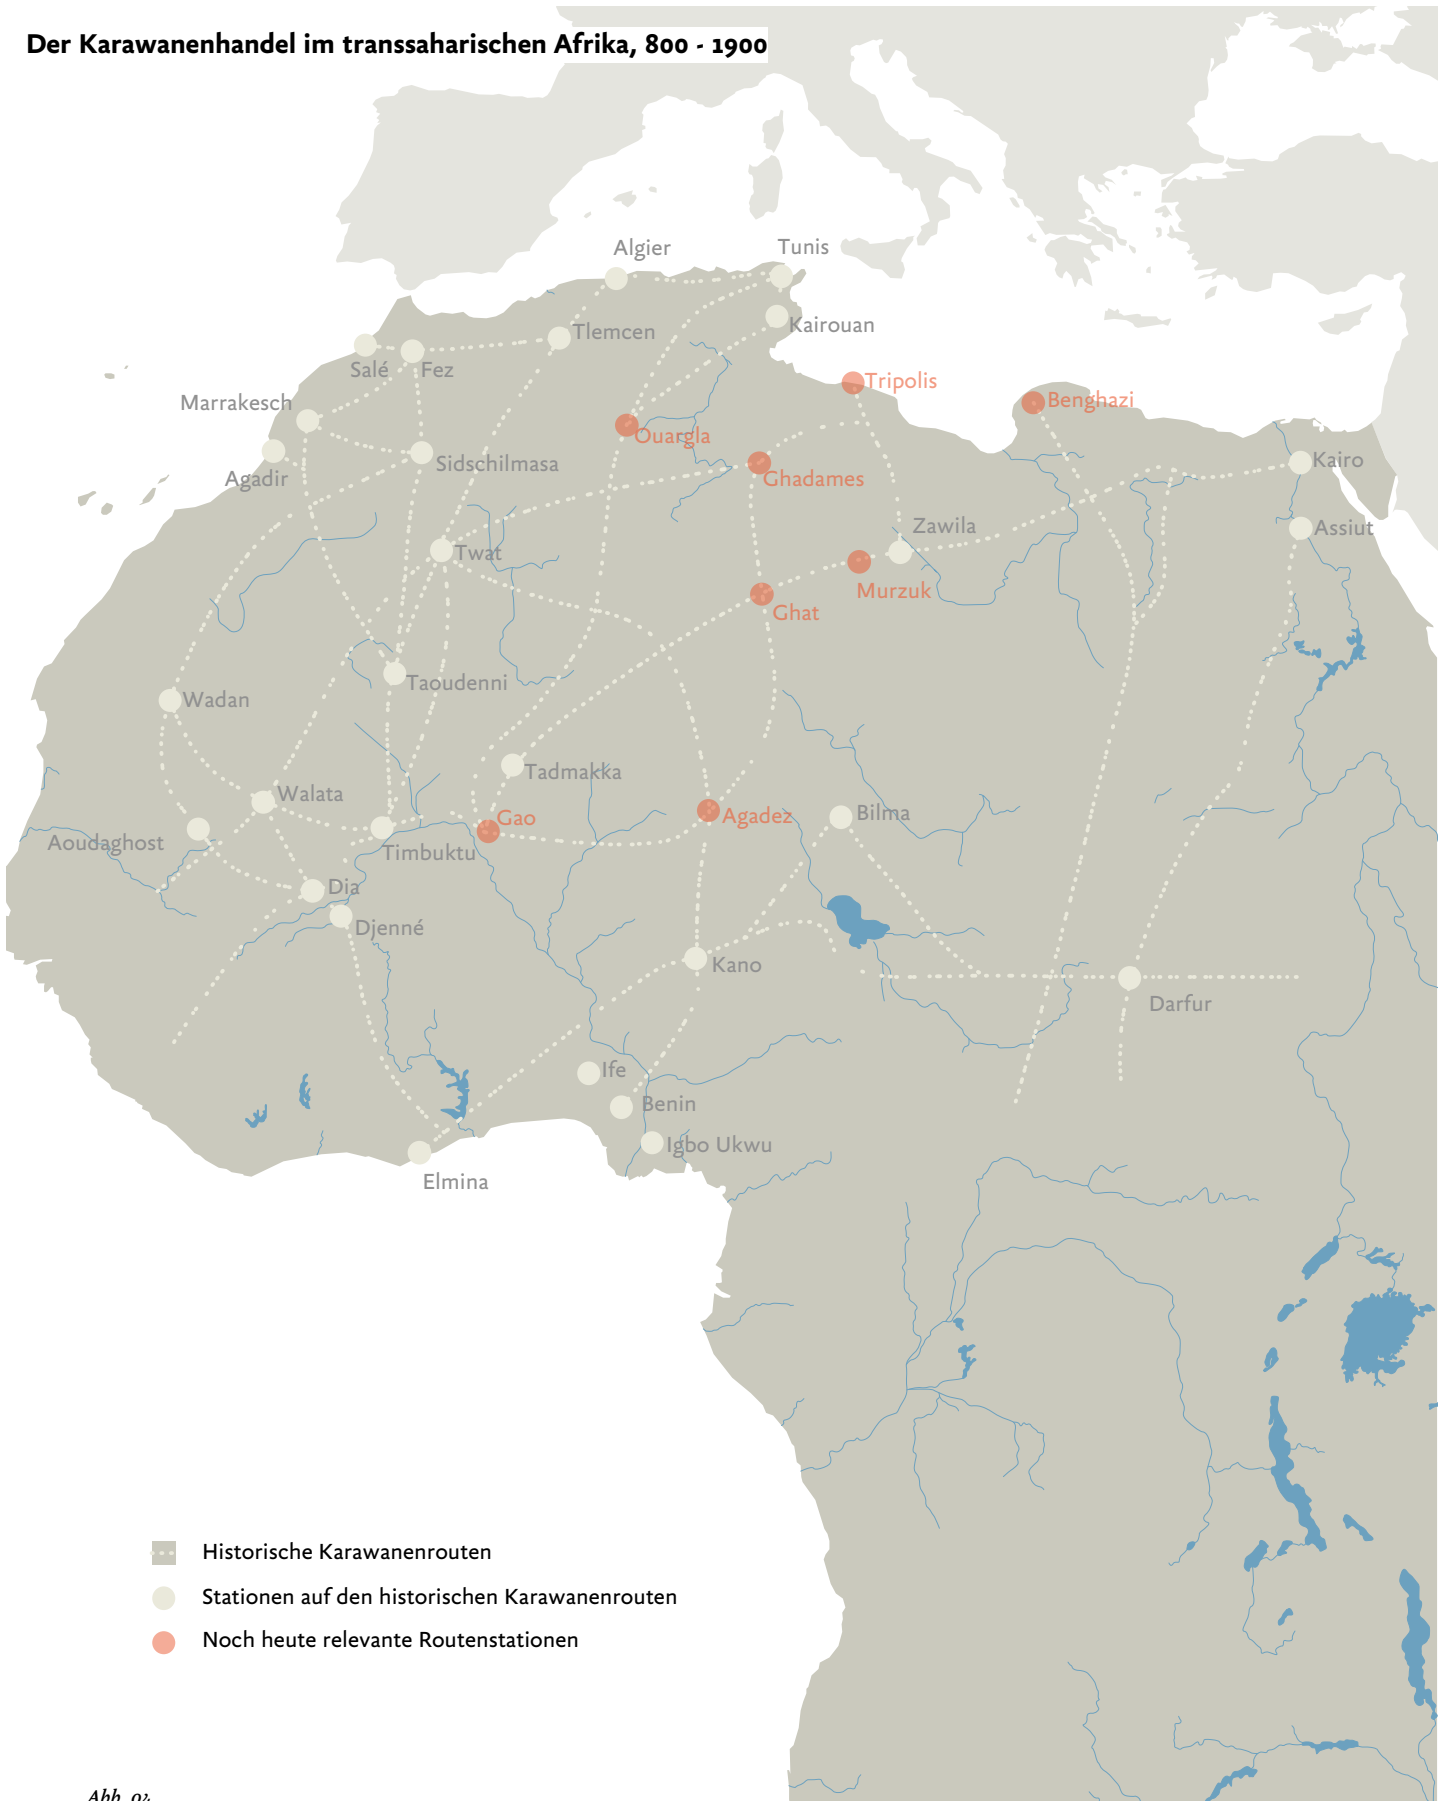 Der Karawanenhandel im transsaharischen Afrika, 800 - 1900
Algier
Tunis
Kairouan
Tlemcen
Salé
Fez
Tripolis
Benghazi
Marrakesch
Ouargla
Sidschilmasa
Kairo
Agadir
Ghadames
Zawila
Assiut
Twat
Murzuk
Ghat
Taoudenni
Wadan
Tadmakka
Walata
Gao
Agadez
Bilma
Aoudaghost
Timbuktu
Dia
Djenné
Kano
Darfur
Ife
Benin
Igbo Ukwu
Elmina
Historische Karawanenrouten
Stationen auf den historischen Karawanenrouten
Noch heute relevante Routenstationen
Abb. 04